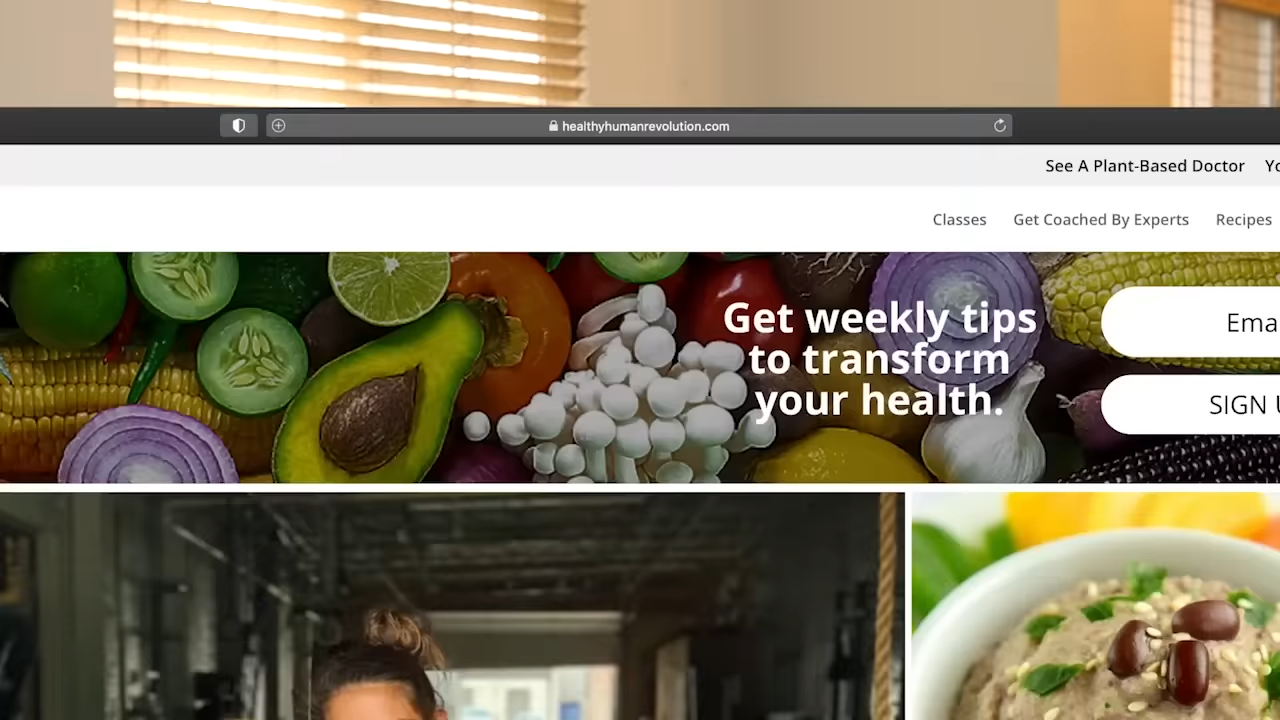 healthyhumanrevolution.com
See A Plant-Based Doctor
Classes
Get Coached By Experts
Recipes
Get weekly tips
to transform
your health.
SIGN